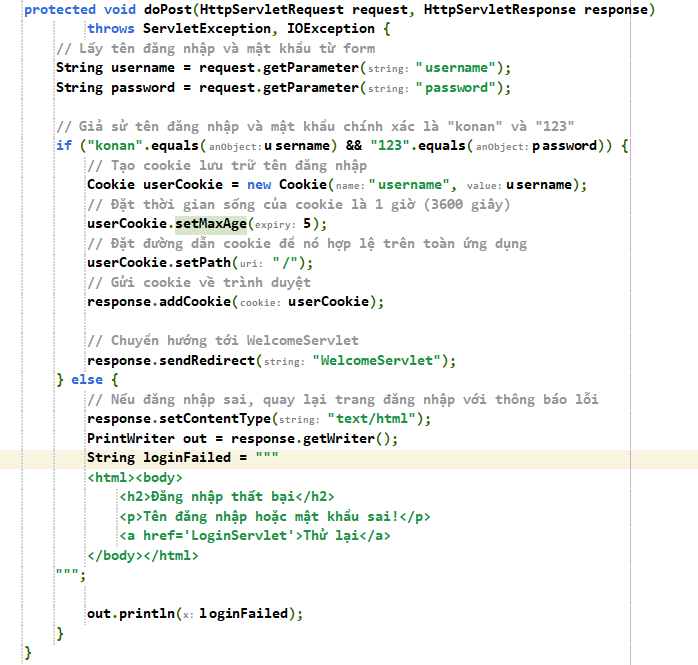 protected void doPost(HttpServletRequest request, HttpServletResponse response)
        throws ServletException, IOException {
    // Lấy tên đăng nhập và mật khẩu từ form
    String username = request.getParameter(string: "username");
    String password = request.getParameter(string: "password");

    // Giả sử tên đăng nhập và mật khẩu chính xác là "konan" và "123"
    if ("konan".equals(anObject: username) && "123".equals(anObject: password)) {
        // Tạo cookie lưu trữ tên đăng nhập
        Cookie userCookie = new Cookie(name: "username", value: username);
        // Đặt thời gian sống của cookie là 1 giờ (3600 giây)
        userCookie.setMaxAge(expiry: 5);
        // Đặt đường dẫn cookie để nó hợp lệ trên toàn ứng dụng
        userCookie.setPath(uri: "/");
        // Gửi cookie về trình duyệt
        response.addCookie(cookie: userCookie);

        // Chuyển hướng tới WelcomeServlet
        response.sendRedirect(string: "WelcomeServlet");
    } else {
        // Nếu đăng nhập sai, quay lại trang đăng nhập với thông báo lỗi
        response.setContentType(string: "text/html");
        PrintWriter out = response.getWriter();
        String loginFailed = """
        <html><body>
            <h2>Đăng nhập thất bại</h2>
            <p>Tên đăng nhập hoặc mật khẩu sai!</p>
            <a href='LoginServlet'>Thử lại</a>
        </body></html>
    """;

        out.println(x: loginFailed);
    }
}